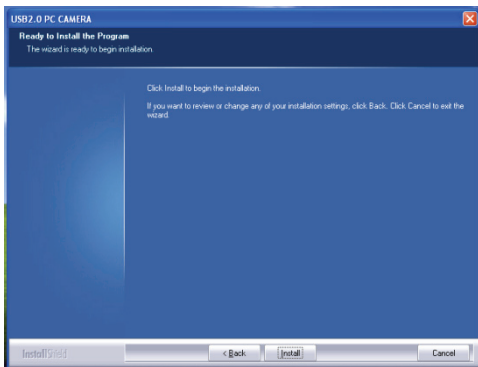 USB2.0 PC CAMERA
Ready to Install the Program
The wizard is ready to begin installation.
Click Install to begin the installation.
If you want to review or change any of your installation settings, click Back. Click Cancel to exit the
wizard.
InstallShield
< Back
Install
Cancel